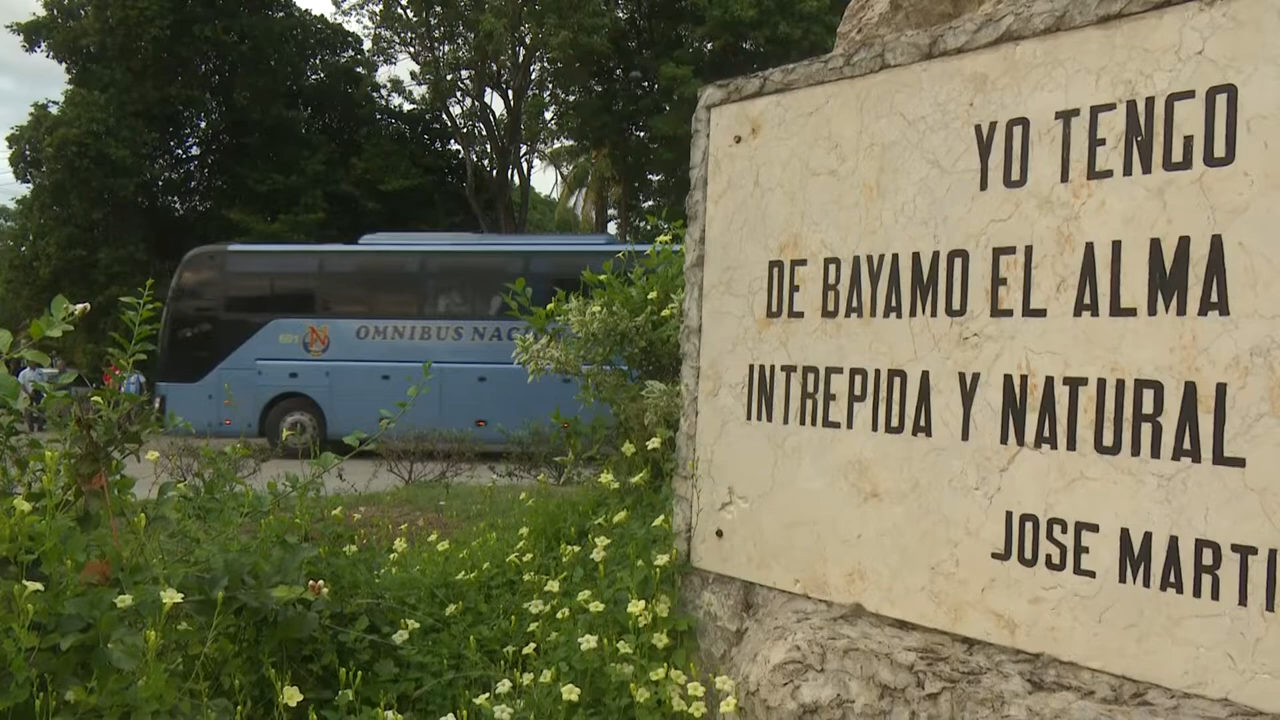 YO TENGO
DE BAYAMO EL ALMA
INTREPIDA Y NATURAL
JOSE MARTI
OMNIBUS NAC
N